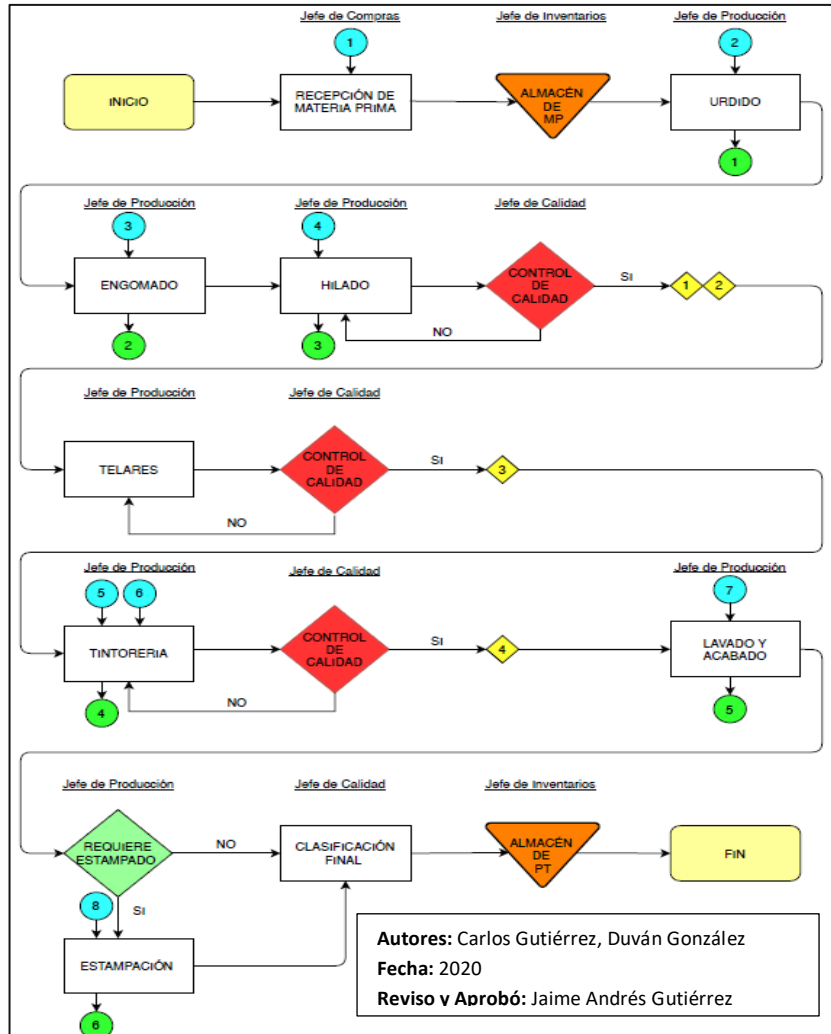 Jefe de Compras
Jefe de Inventarios
Jefe de Producción
1
2
INICIO
RECEPCIÓN DE
MATERIA PRIMA
ALMACÉN
DE
MP
URDIDO
1
Jefe de Producción
Jefe de Producción
Jefe de Calidad
3
4
ENGOMADO
HILADO
CONTROL
DE
CALIDAD
SI
1
2
NO
2
3
Jefe de Producción
Jefe de Calidad
TELARES
CONTROL
DE
CALIDAD
SI
3
NO
Jefe de Producción
Jefe de Calidad
Jefe de Producción
5
6
7
TINTORERIA
CONTROL
DE
CALIDAD
SI
4
LAVADO Y
ACABADO
NO
4
5
Jefe de Producción
Jefe de Calidad
Jefe de Inventarios
REQUIERE
ESTAMPADO
NO
CLASIFICACIÓN
FINAL
ALMACÉN
DE
PT
FIN
8
SI
ESTAMPACIÓN
6
Autores: Carlos Gutiérrez, Duván González
Fecha: 2020
Reviso y Aprobó: Jaime Andrés Gutiérrez